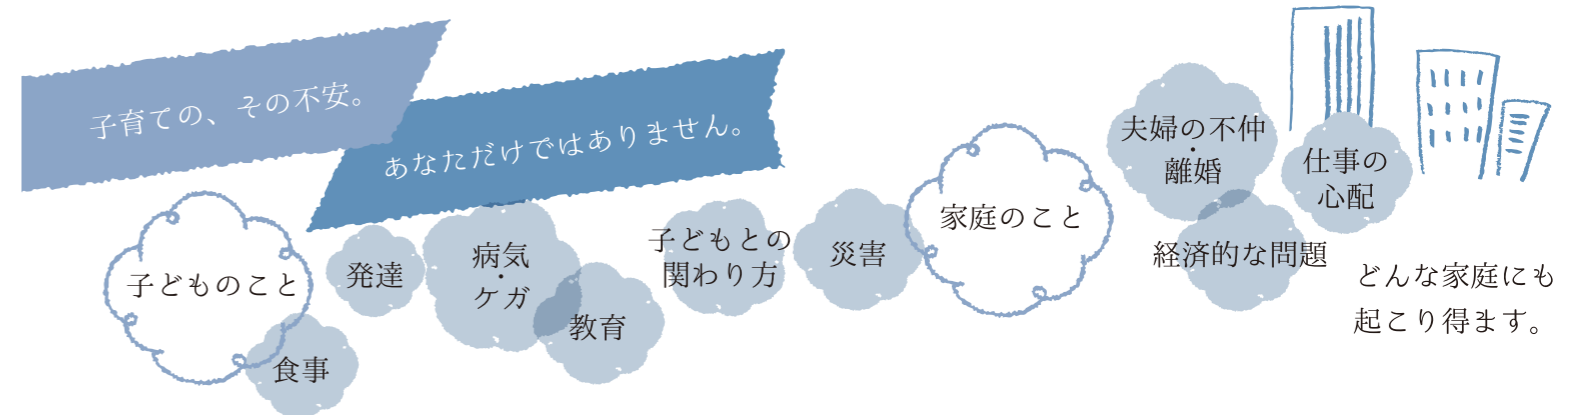 子育ての、その不安。
あなただけではありません。
子どものこと
食事
発達
病気
・
ケガ
教育
子どもとの
関わり方
災害
家庭のこと
夫婦の不仲
・
離婚
経済的な問題
仕事の
心配
どんな家庭にも
起こり得ます。